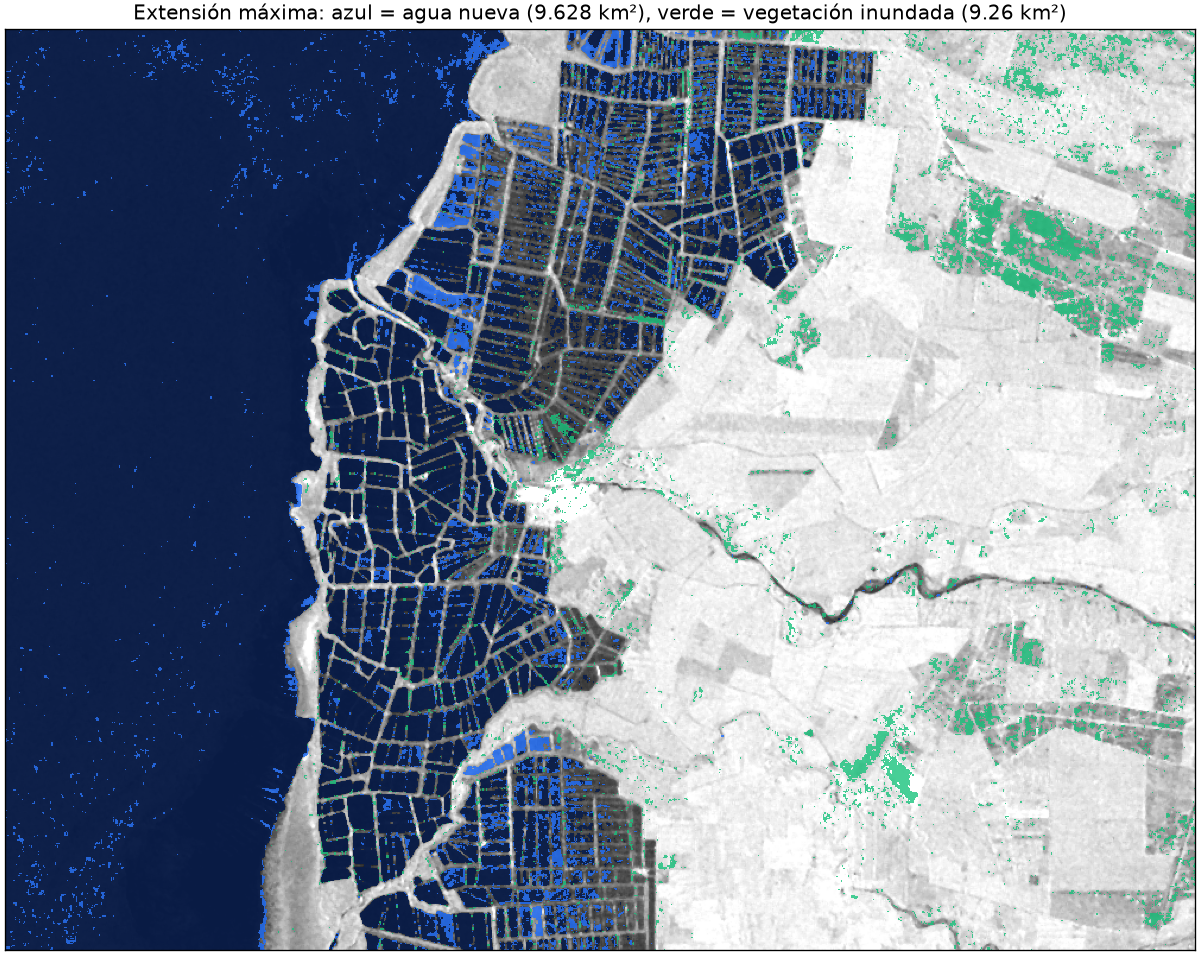 Extensión máxima: azul = agua nueva (9.628 km²), verde = vegetación inundada (9.26 km²)